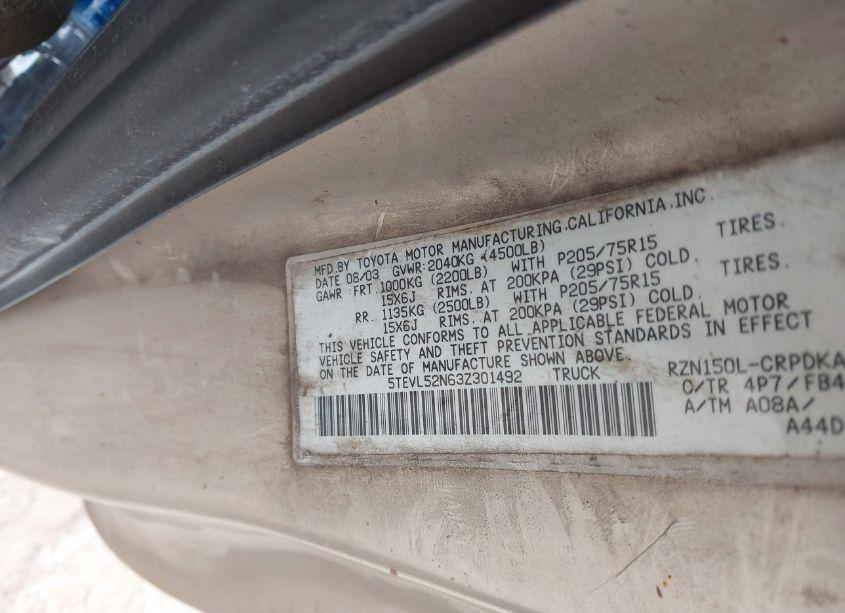 MFD.BY TOYOTA MOTOR MANUFACTURING.CALIFORNIA.INC.
DATE 08/03 GVWR:2040KG (4500LB)
GAWR FRT.1000KG (2200LB) WITH P205/75R15 TIRES.
15X6J RIMS. AT 200KPA (29PSI) COLD.
RR. 1135KG (2500LB) WITH P205/75R15 TIRES.
15X6J RIMS. AT 200KPA (29PSI) COLD.
THIS VEHICLE CONFORMS TO ALL APPLICABLE FEDERAL MOTOR
VEHICLE SAFETY AND THEFT PREVENTION STANDARDS IN EFFECT
ON THE DATE OF MANUFACTURE SHOWN ABOVE.
5TEVL52N63Z301492 TRUCK
RZN150L-CRPDKA
C/TR 4P7/FB4
A/TM A08A/
A44D